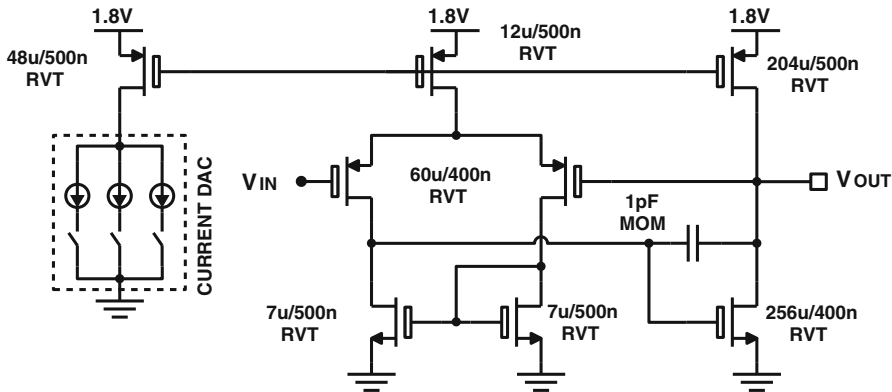 1.8V
1.8V
1.8V
48u/500n
RVT
12u/500n
RVT
204u/500n
RVT
CURRENT DAC
VIN
60u/400n
RVT
VOUT
1pF
MOM
7u/500n
RVT
7u/500n
RVT
256u/400n
RVT